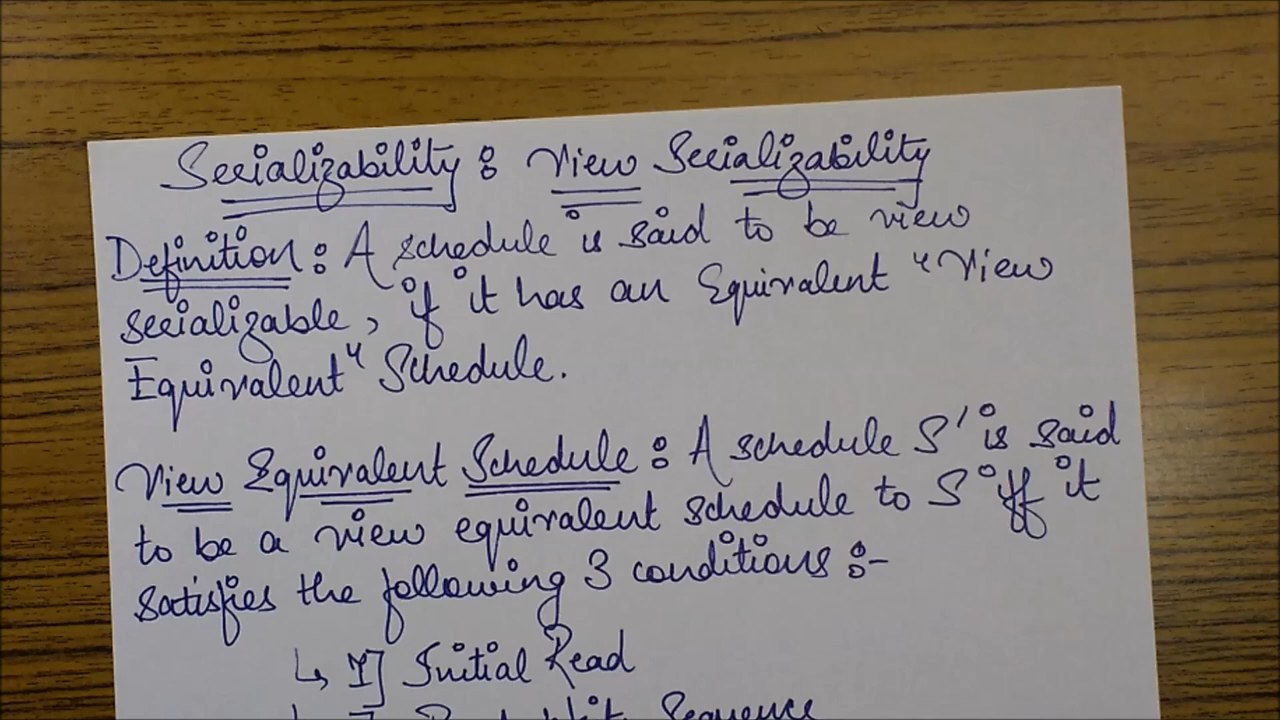 Serializability : View Serializability
Definition : A schedule is said to be view
serializable, if it has an Equivalent "View
Equivalent" Schedule.
View Equivalent Schedule : A schedule S' is said
to be a view equivalent schedule to S iff it
satisfies the following 3 conditions :-
↳ I] Initial Read
Sequence